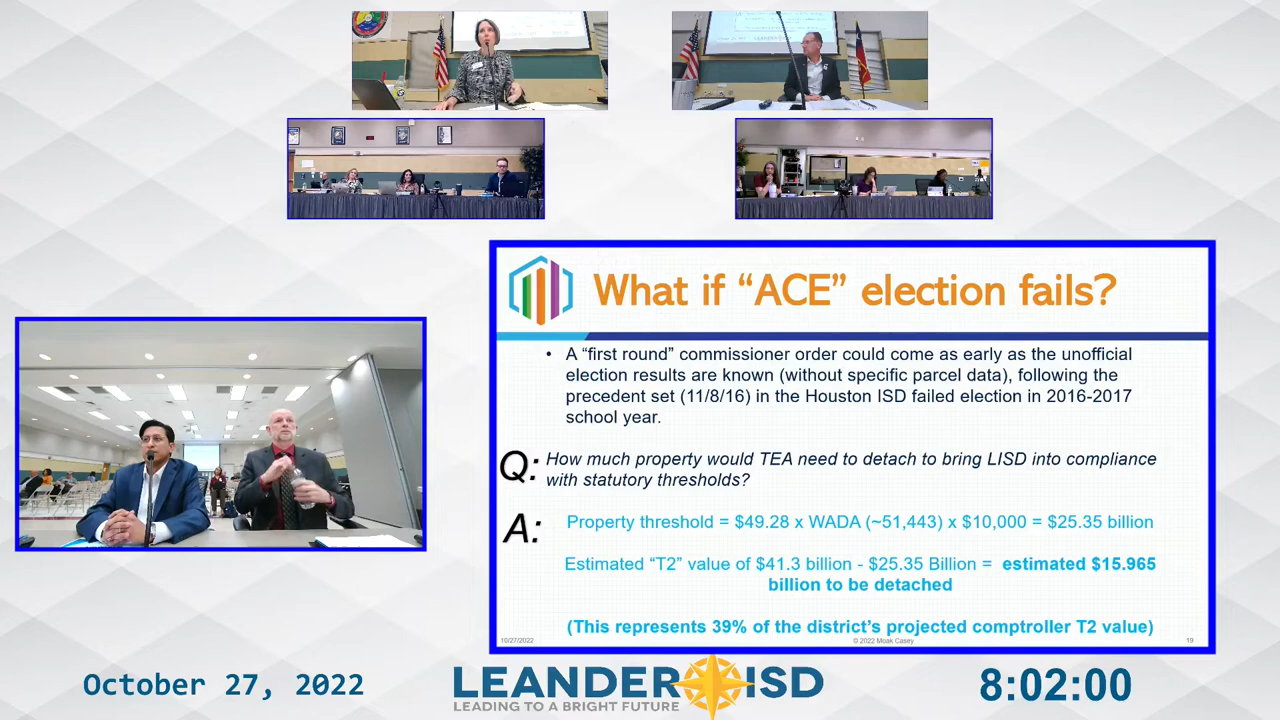 What if “ACE” election fails?
• A “first round” commissioner order could come as early as the unofficial
election results are known (without specific parcel data), following the
precedent set (11/8/16) in the Houston ISD failed election in 2016-2017
school year.
Q: How much property would TEA need to detach to bring LISD into compliance
with statutory thresholds?
A: Property threshold = $49.28 x WADA (~51,443) x $10,000 = $25.35 billion
Estimated “T2” value of $41.3 billion - $25.35 Billion = estimated $15.965
billion to be detached
(This represents 39% of the district’s projected comptroller T2 value)
10/27/2022 © 2022 Moak Casey 19
October 27, 2022
LEANDER ISD
LEADING TO A BRIGHT FUTURE
8:02:00